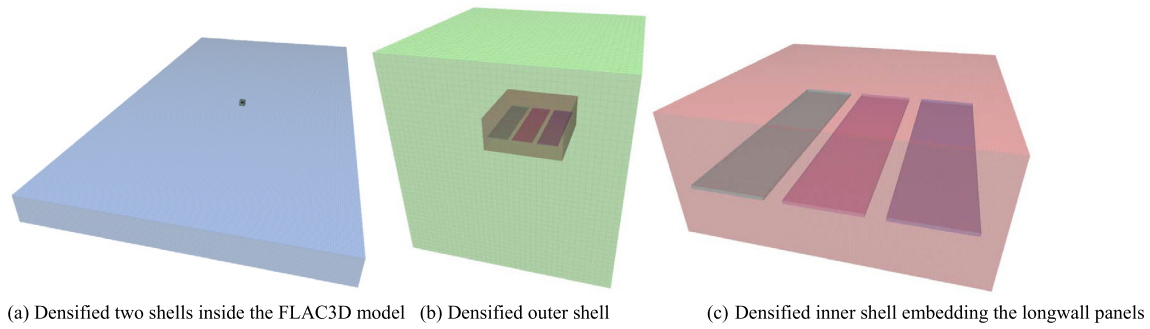 (a) Densified two shells inside the FLAC3D model
(b) Densified outer shell
(c) Densified inner shell embedding the longwall panels